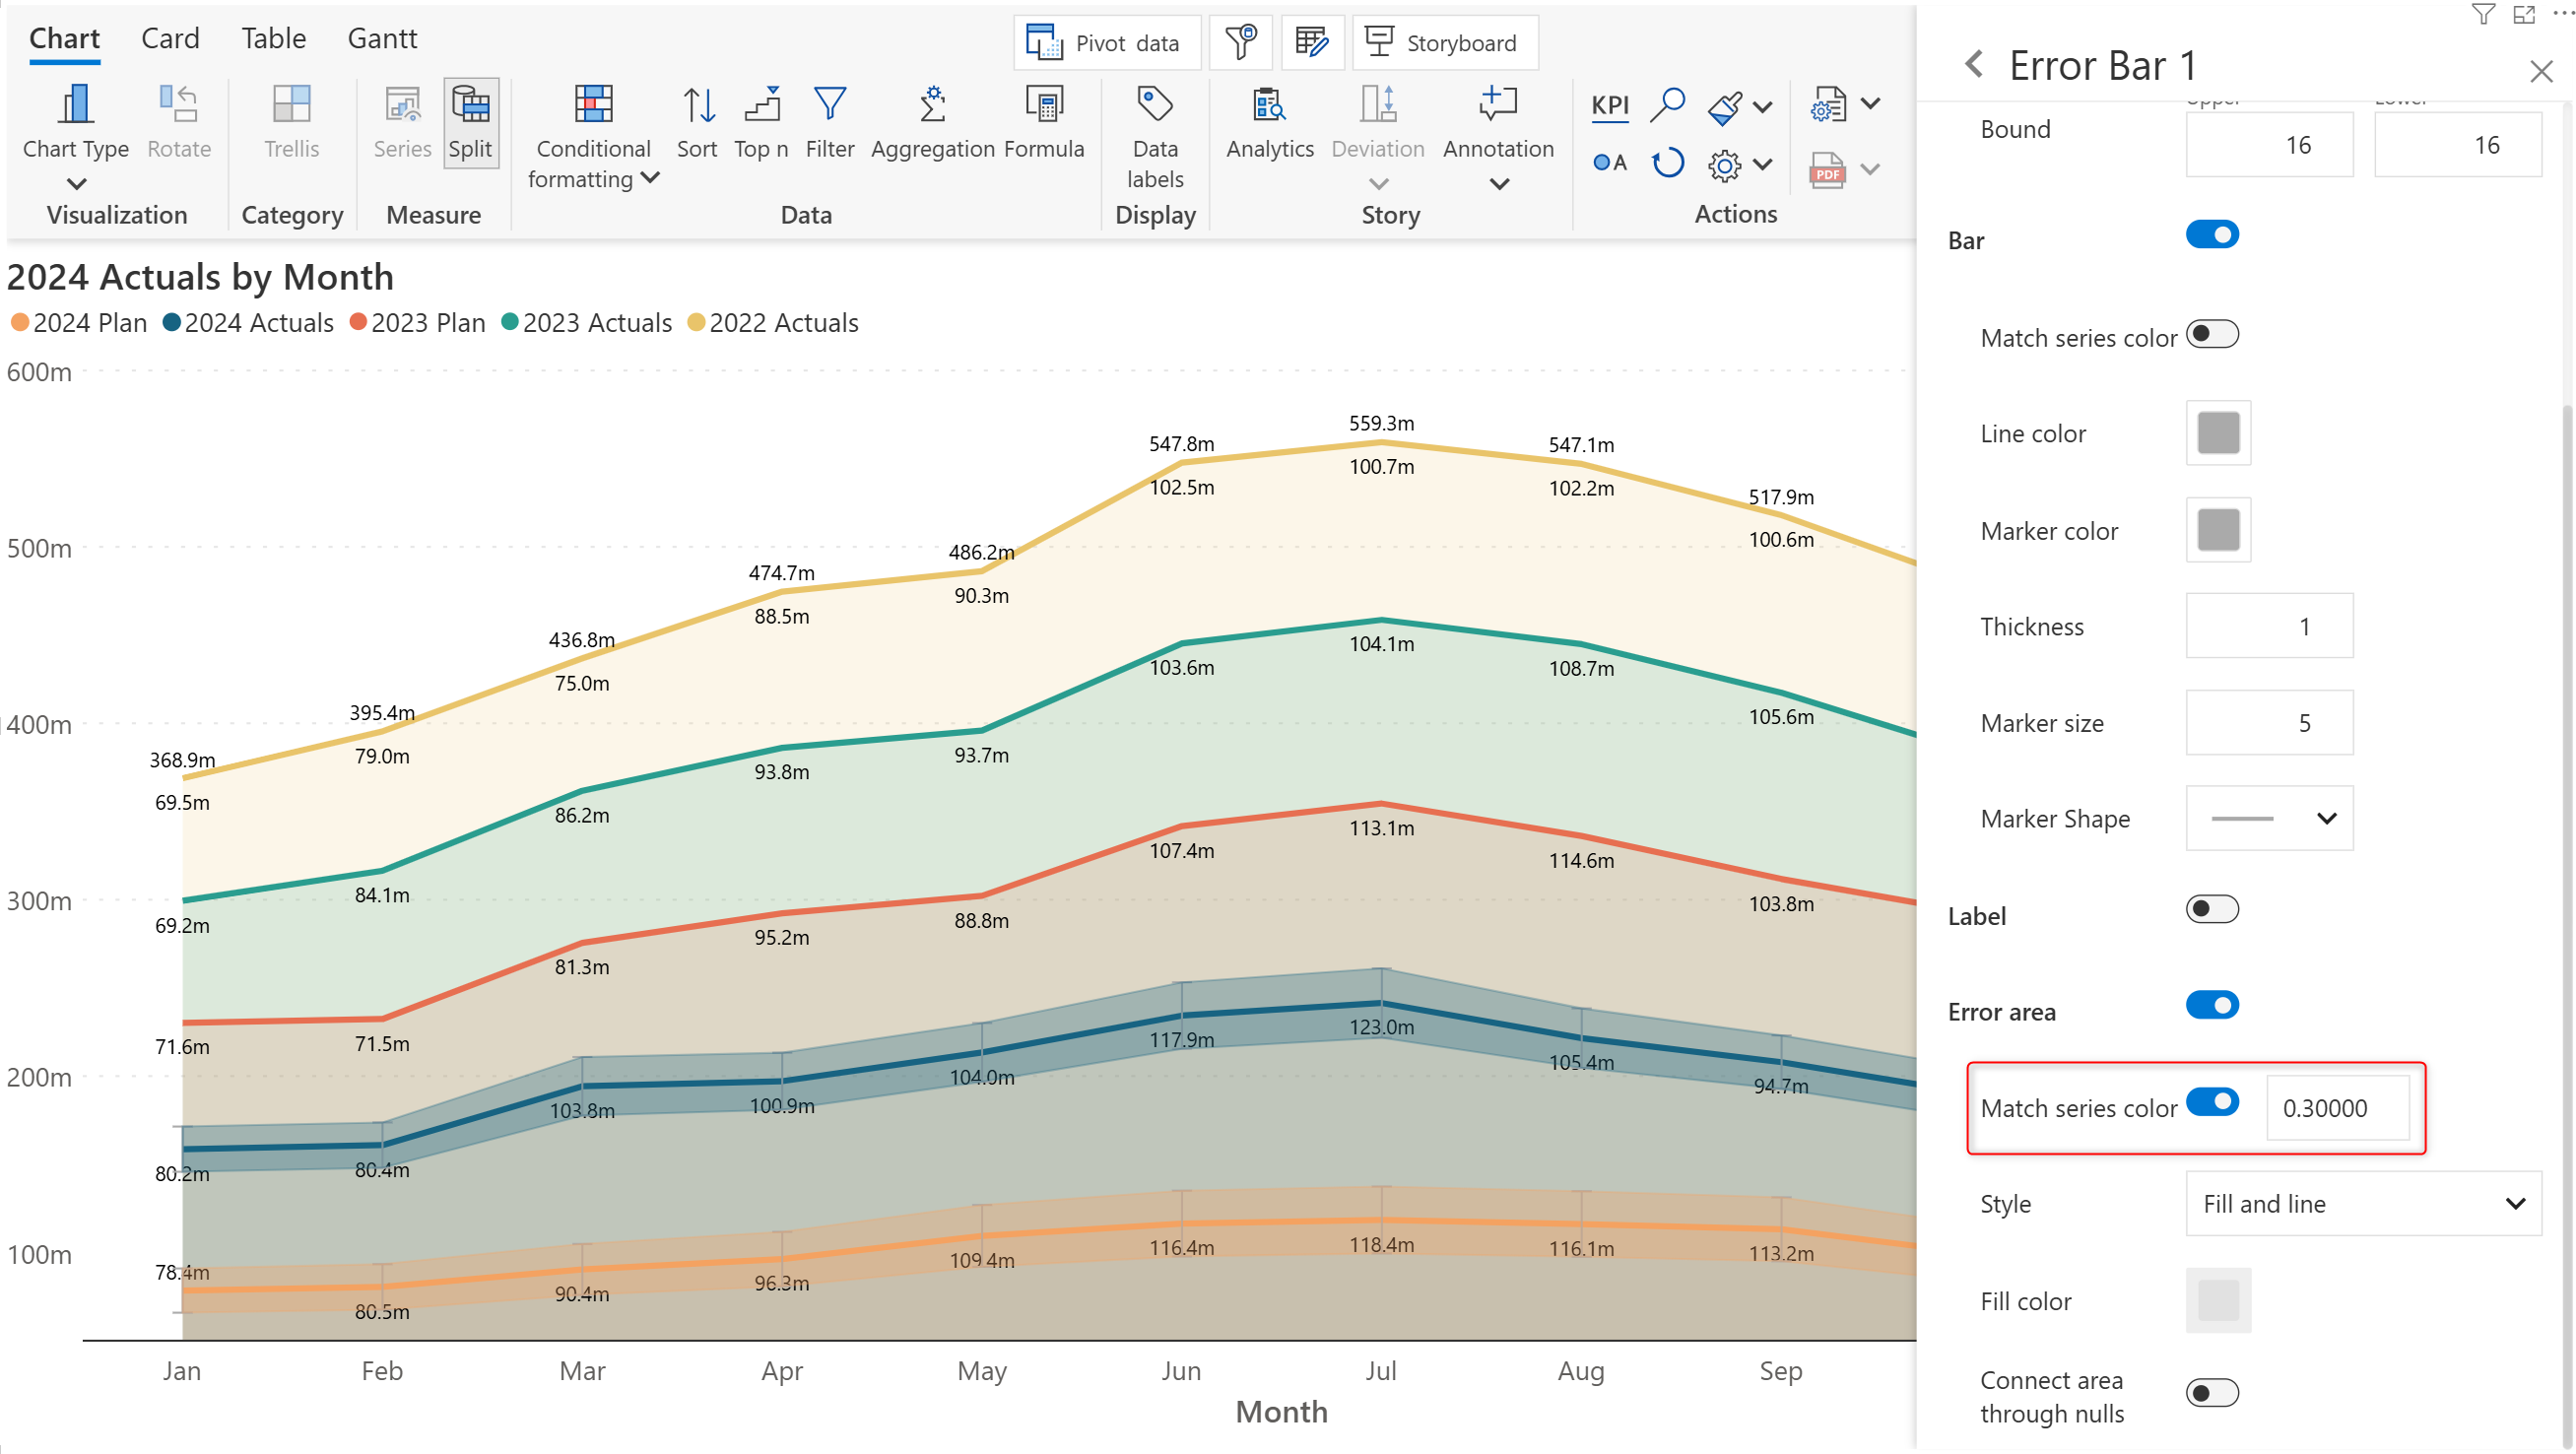 Chart Card Table Gantt
Pivot data Storyboard
Chart Type Rotate Trellis Series Split Conditional formatting Sort Top n Filter Aggregation Formula Data labels Analytics Deviation Annotation KPI
A
PDF
Visualization Category Measure Data Display Story Actions
2024 Actuals by Month
2024 Plan 2024 Actuals 2023 Plan 2023 Actuals 2022 Actuals
600m
500m
400m
300m
200m
100m
368.9m 395.4m 436.8m 474.7m 486.2m 547.8m 559.3m 547.1m 517.9m
69.5m 79.0m 75.0m 88.5m 90.3m 102.5m 100.7m 102.2m 100.6m
69.2m 84.1m 86.2m 93.8m 93.7m 103.6m 104.1m 108.7m 105.6m
71.6m 71.5m 81.3m 95.2m 88.8m 107.4m 113.1m 114.6m 103.8m
80.2m 80.4m 103.8m 100.9m 104.0m 117.9m 123.0m 105.4m 94.7m
78.4m 80.5m 90.4m 96.3m 109.4m 116.4m 118.4m 116.1m 113.2m
Jan Feb Mar Apr May Jun Jul Aug Sep
Month
Error Bar 1
Upper Lower
Bound 16 16
Bar
Match series color
Line color
Marker color
Thickness 1
Marker size 5
Marker Shape
Label
Error area
Match series color 0.30000
Style Fill and line
Fill color
Connect area
through nulls